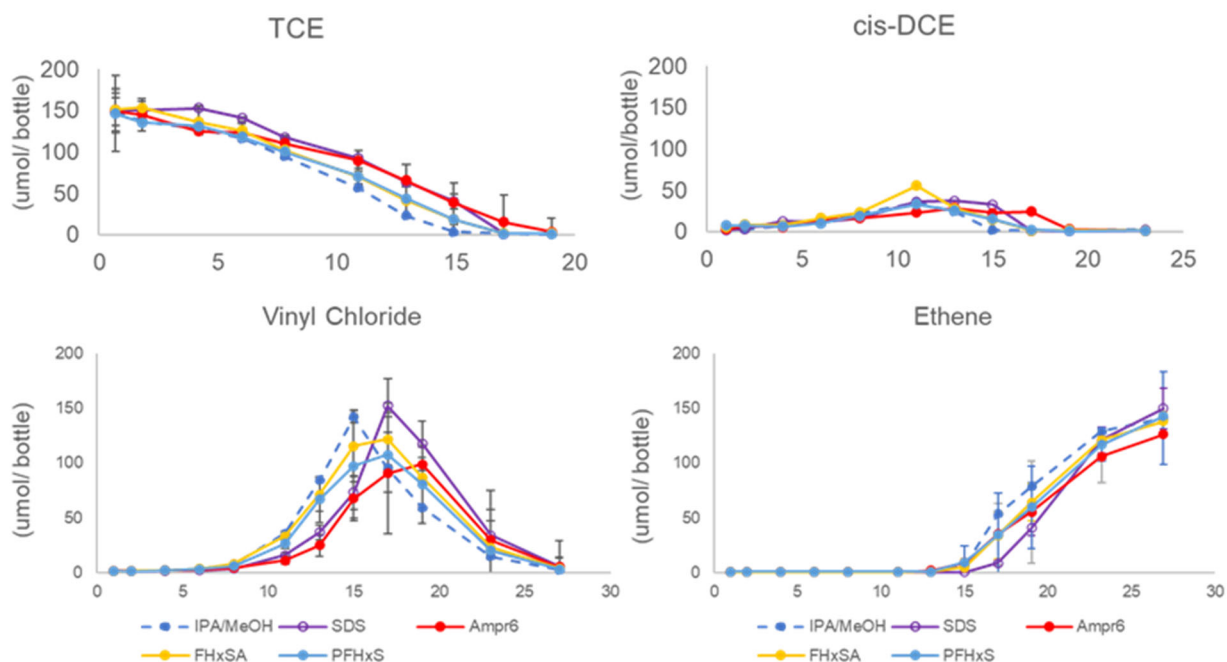 TCE
cis-DCE
(umol/ bottle)
200
150
100
50
0
0 5 10 15 20
(umol/bottle)
200
150
100
50
0
0 5 10 15 20 25
Vinyl Chloride
Ethene
(umol/ bottle)
200
150
100
50
0
0 5 10 15 20 25 30
(umol/ bottle)
200
150
100
50
0
0 5 10 15 20 25 30
IPA/MeOH SDS Ampr6
FHxSA PFHxS
IPA/MeOH SDS Ampr6
FHxSA PFHxS